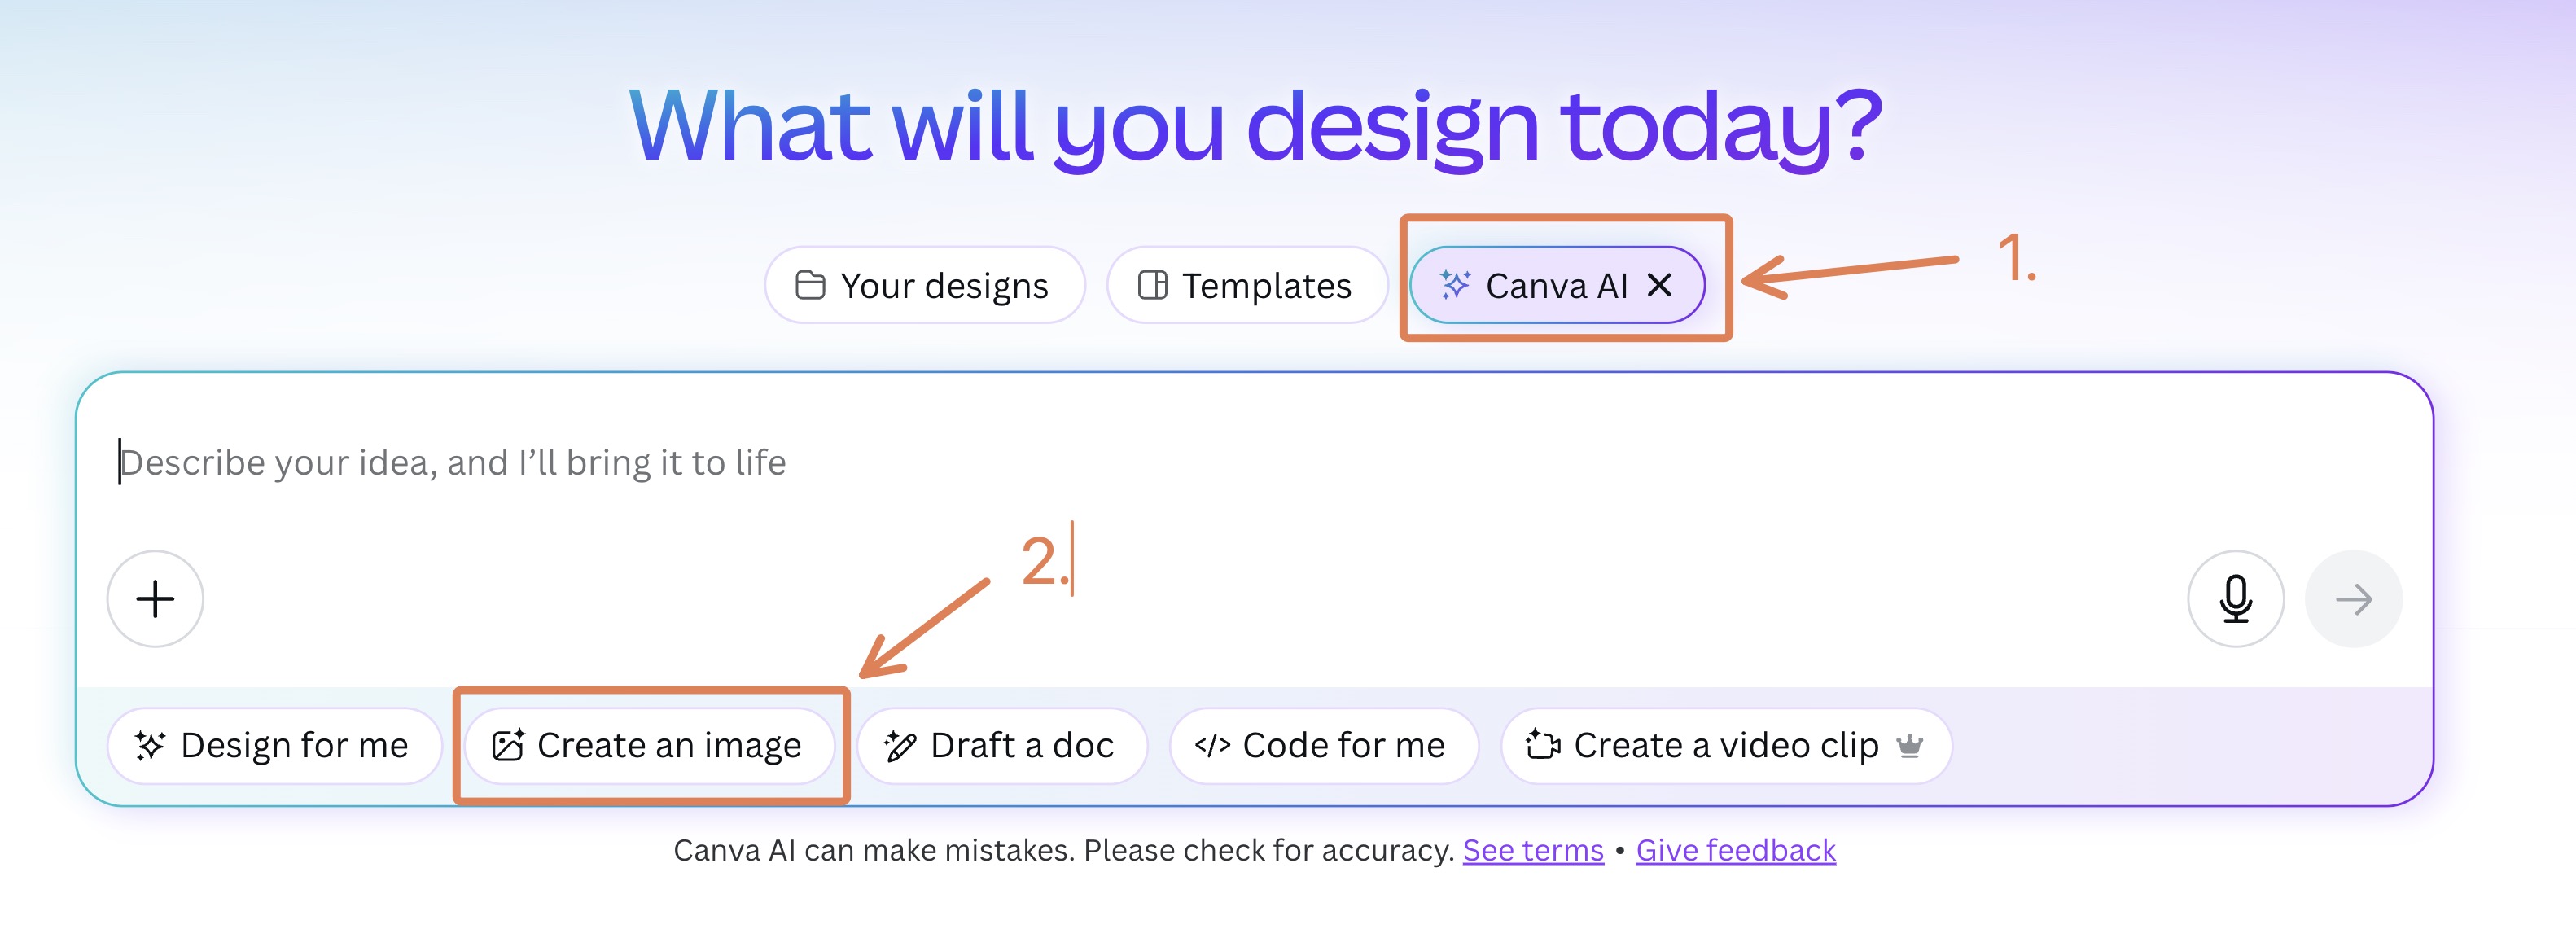 What will you design today?
Your designs
Templates
Canva AI
1.
Describe your idea, and I’ll bring it to life
2.
Design for me
Create an image
Draft a doc
</> Code for me
Create a video clip
Canva AI can make mistakes. Please check for accuracy. See terms • Give feedback